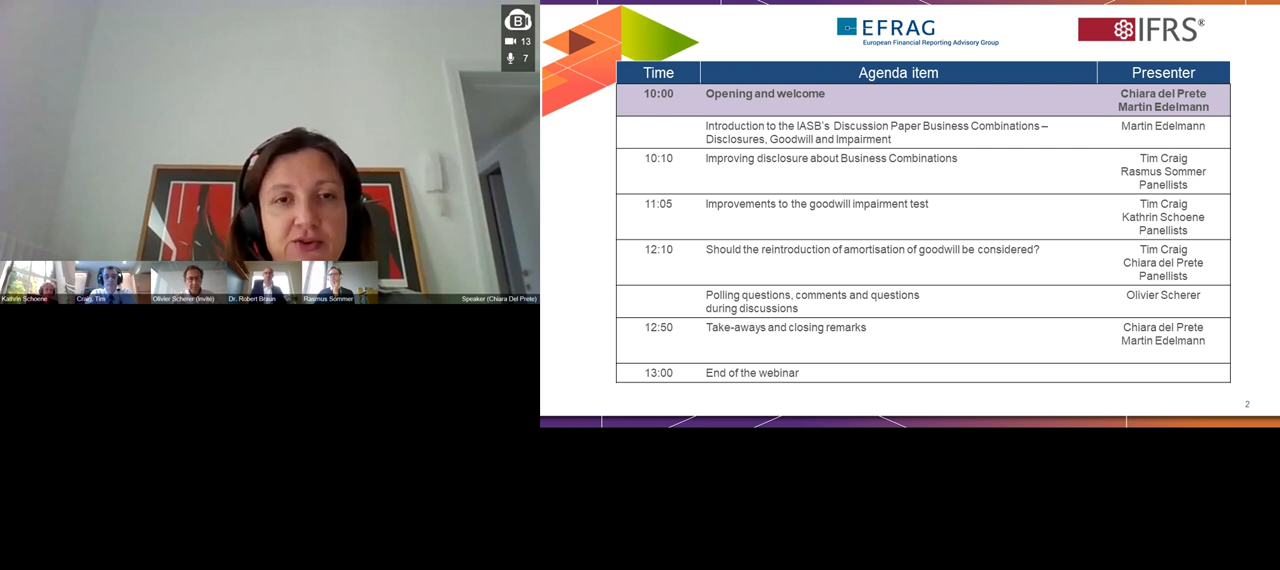 B
13
7
Kathrin Schoene
Craig, Tim
Olivier Scherer (Invité)
Dr. Robert Braun
Rasmus Sommer
Speaker (Chiara Del Prete)
EFRAG
European Financial Reporting Advisory Group
IFRS®
Time Agenda item Presenter
10:00 Opening and welcome Chiara del Prete
Martin Edelmann
Introduction to the IASB's Discussion Paper Business Combinations – Martin Edelmann
Disclosures, Goodwill and Impairment
10:10 Improving disclosure about Business Combinations Tim Craig
Rasmus Sommer
Panellists
11:05 Improvements to the goodwill impairment test Tim Craig
Kathrin Schoene
Panellists
12:10 Should the reintroduction of amortisation of goodwill be considered? Tim Craig
Chiara del Prete
Panellists
Polling questions, comments and questions Olivier Scherer
during discussions
12:50 Take-aways and closing remarks Chiara del Prete
Martin Edelmann
13:00 End of the webinar
2